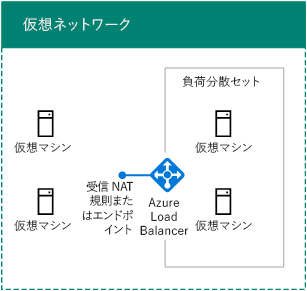 仮想ネットワーク
負荷分散セット
仮想マシン
仮想マシン
受信 NAT
規則また
はエンドポ
イント
Azure
Load
Balancer
仮想マシン
仮想マシン